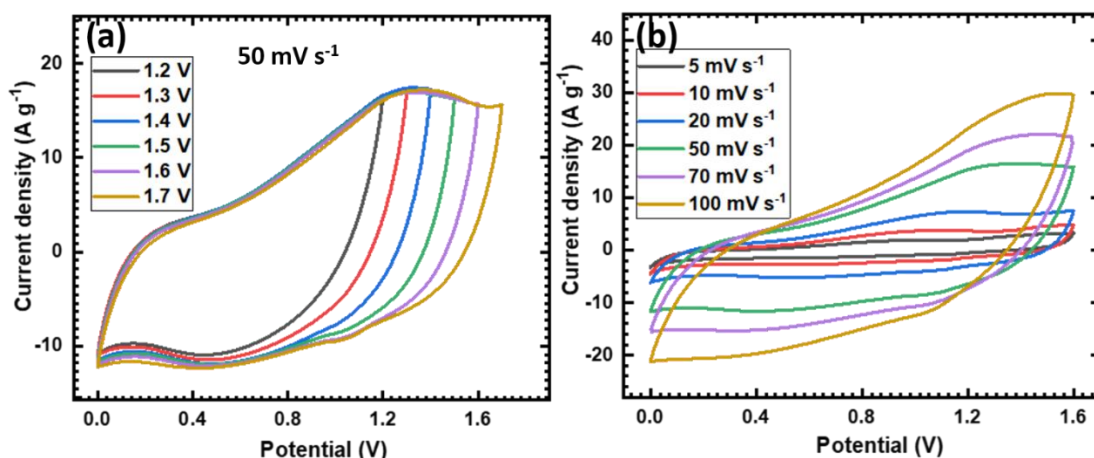 (a)
50 mV s⁻¹
1.2 V
1.3 V
1.4 V
1.5 V
1.6 V
1.7 V
Current density (A g⁻¹)
20
10
0
-10
0.0
0.4
0.8
1.2
1.6
Potential (V)
(b)
5 mV s⁻¹
10 mV s⁻¹
20 mV s⁻¹
50 mV s⁻¹
70 mV s⁻¹
100 mV s⁻¹
Current density (A g⁻¹)
40
30
20
10
0
-10
-20
0.0
0.4
0.8
1.2
1.6
Potential (V)